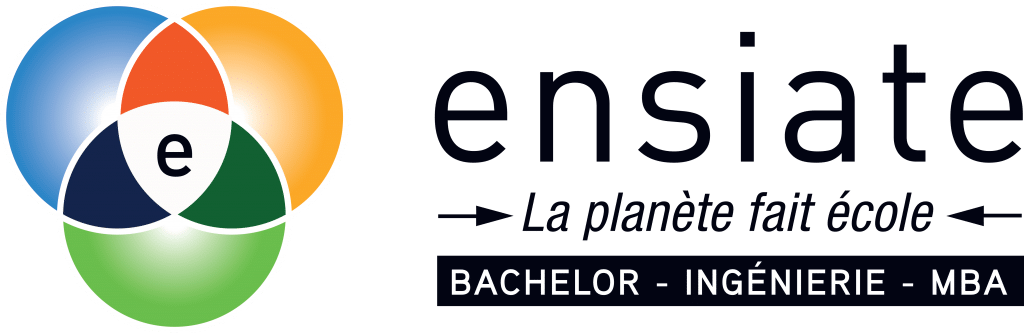 e
ensiate
La planète fait école
BACHELOR - INGÉNIERIE - MBA